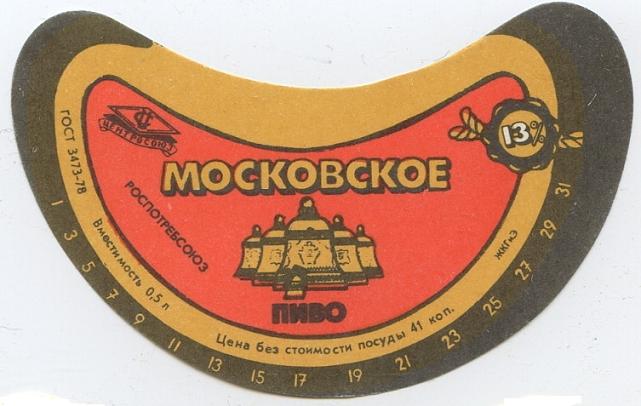 ЦЕНТРОСОЮЗ
13%
МОСКОВСКОЕ
РОСПОТРЕБСОЮЗ
ПИВО
ГОСТ 3473-78
Вместимость 0,5 л
Цена без стоимости посуды 41 коп.
ЖКГиЭ
1 3 5 7 9 11 13 15 17 19 21 23 25 27 29 31